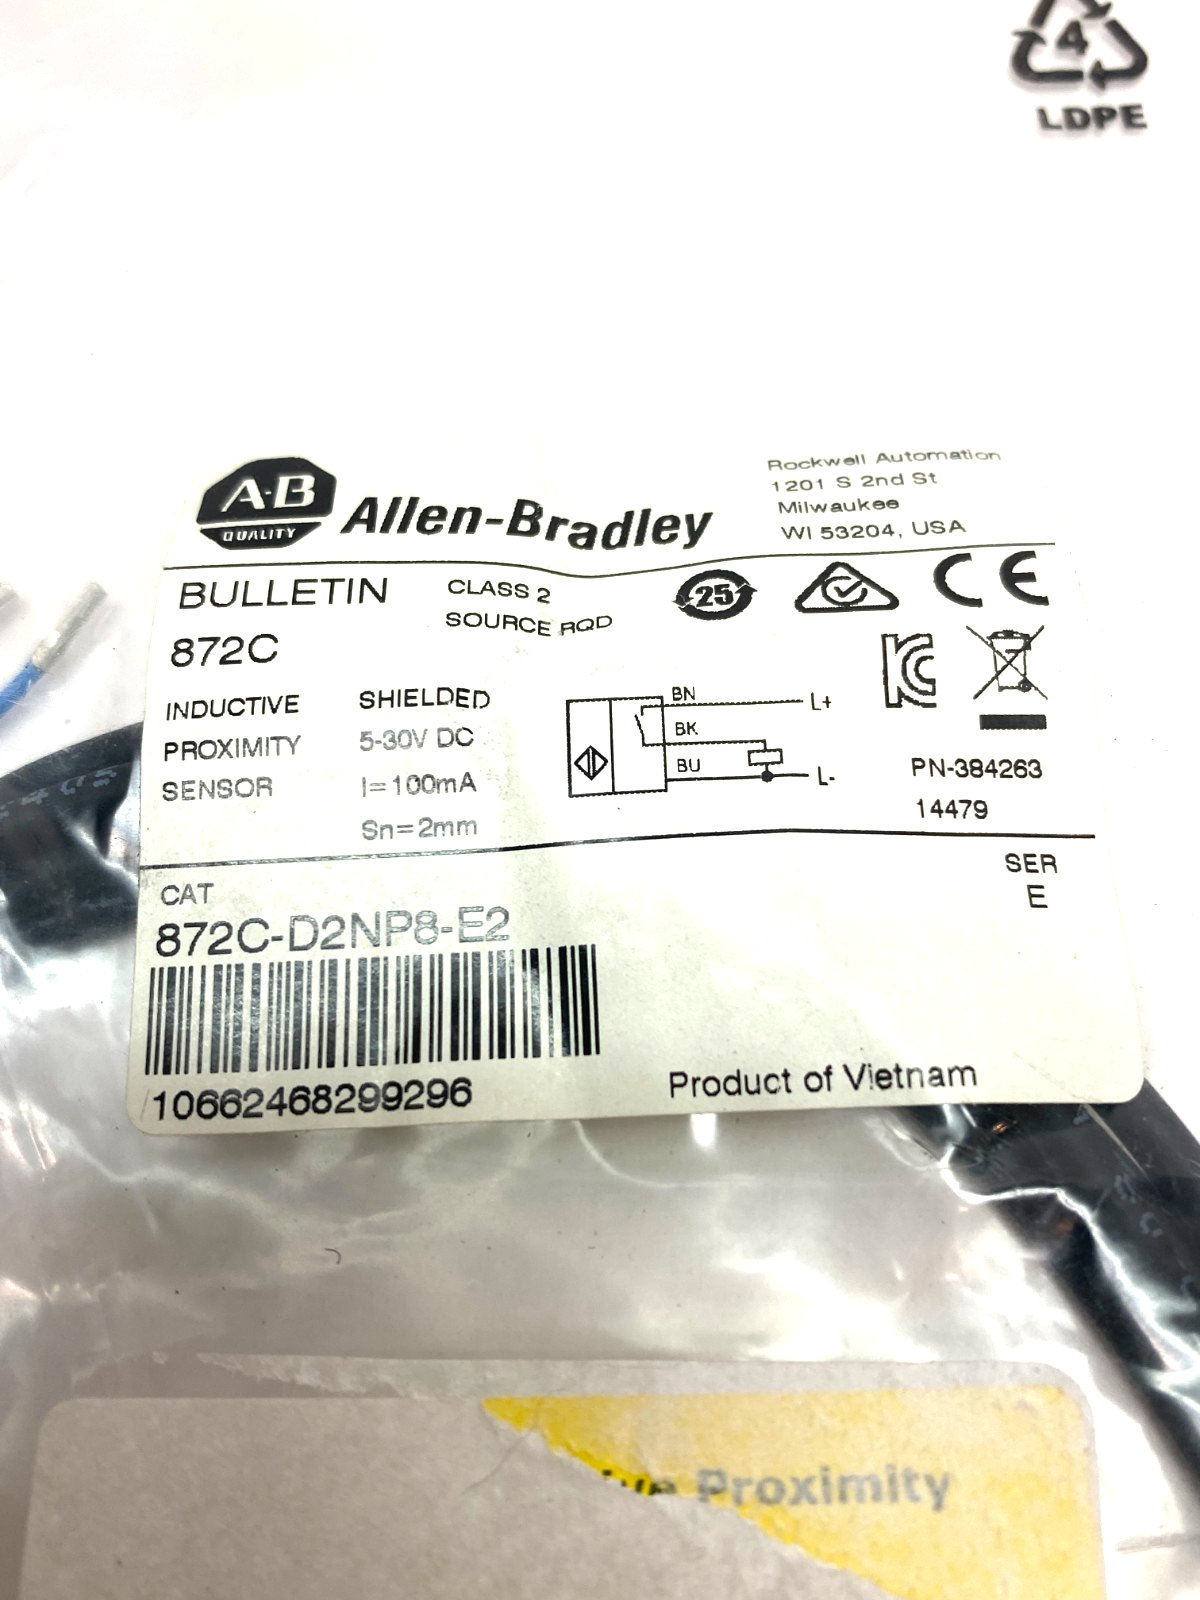 4
LDPE
A-B
QUALITY
Allen-Bradley
Rockwell Automation
1201 S 2nd St
Milwaukee
WI 53204, USA
BULLETIN
872C
CLASS 2
SOURCE RQD
25
CE
INDUCTIVE
PROXIMITY
SENSOR
SHIELDED
5-30V DC
I=100mA
Sn=2mm
BN
L+
BK
BU
L-
PN-384263
14479
SER
E
CAT
872C-D2NP8-E2
10662468299296
Product of Vietnam
Proximity